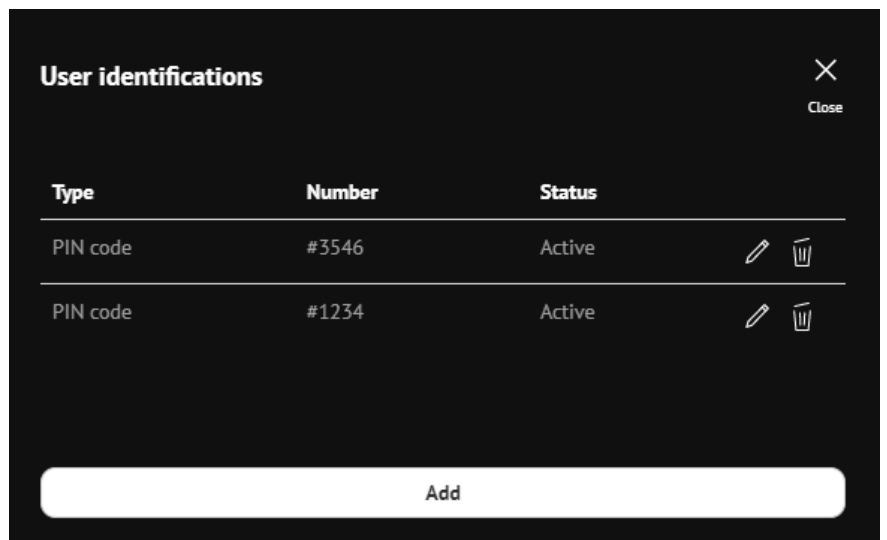 User identifications
Close
Type Number Status
PIN code #3546 Active
PIN code #1234 Active
Add